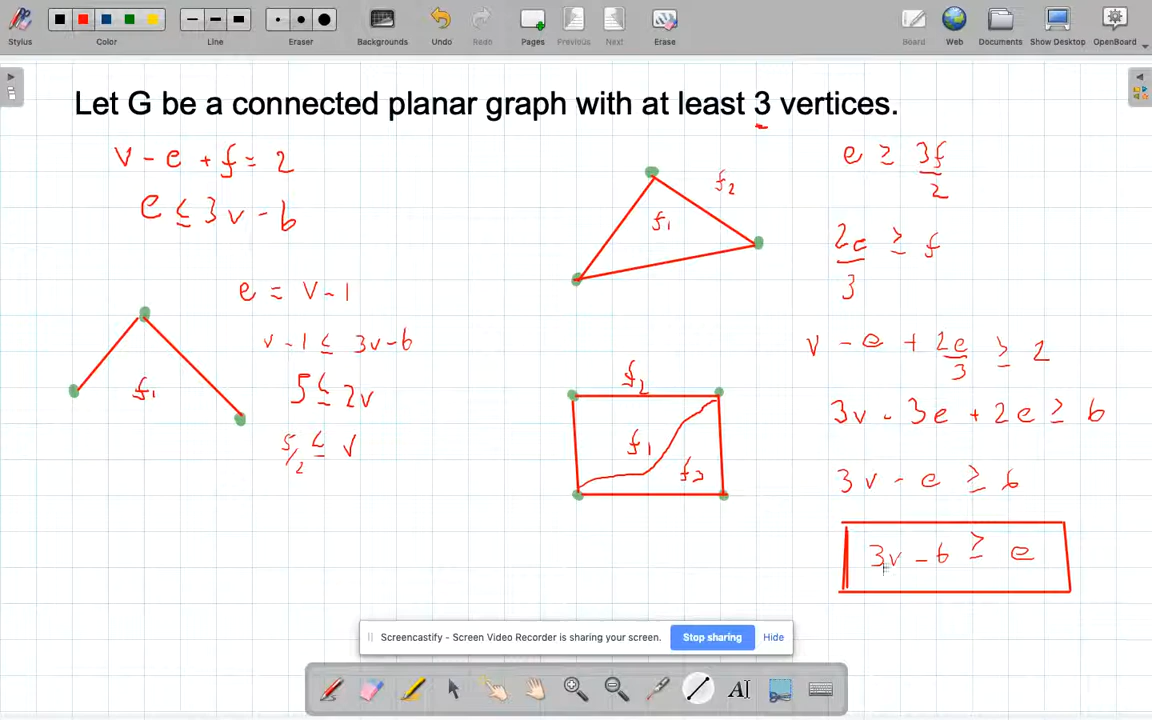 Stylus
Color
Line
Eraser
Backgrounds
Undo
Redo
Pages
Previous
Next
Erase
Board
Web
Documents
Show Desktop
OpenBoard
Let G be a connected planar graph with at least 3 vertices.
v - e + f = 2
e ≤ 3v - 6
e = v - 1
v - 1 ≤ 3v - 6
5 ≤ 2v
5/2 ≤ v
f1
f1
f2
f2
f1
f3
e ≥ 3f/2
2e/3 ≥ f
v - e + 2e/3 ≥ 2
3v - 3e + 2e ≥ 6
3v - e ≥ 6
3v - 6 ≥ e
Screencastify - Screen Video Recorder is sharing your screen.
Stop sharing
Hide
AI